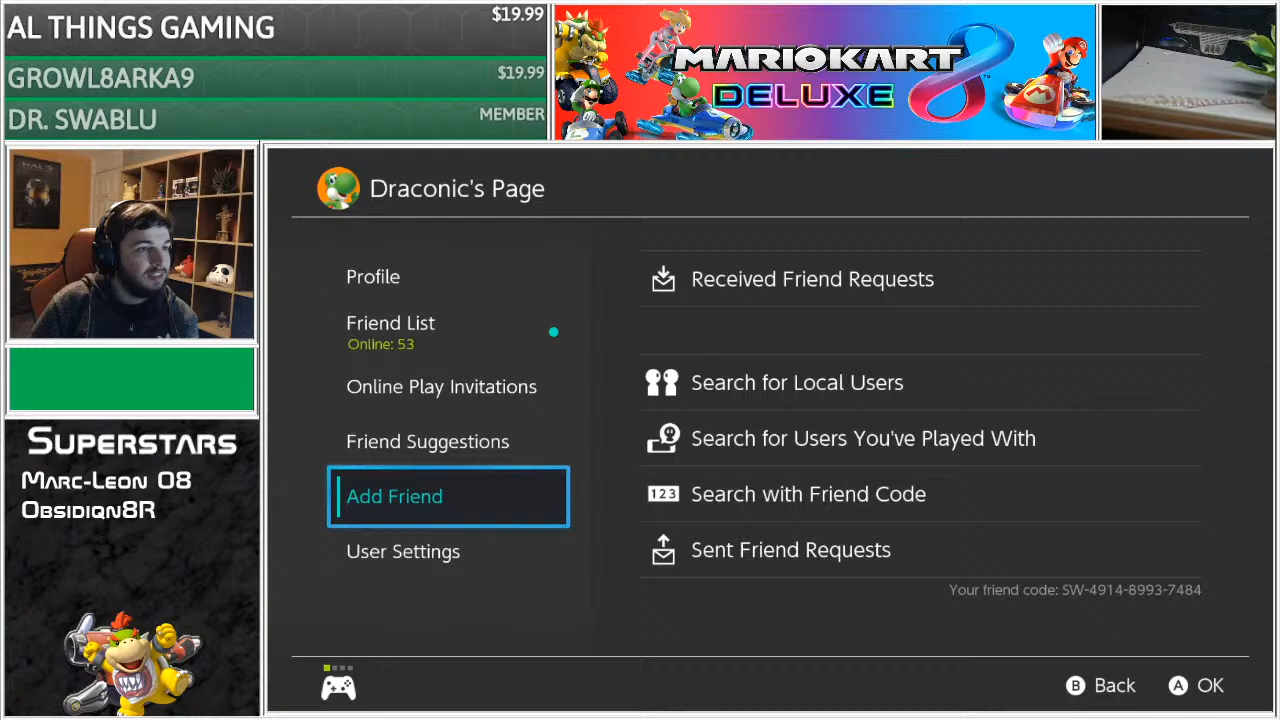 AL THINGS GAMING
$19.99
GROWL8ARKA9
$19.99
DR. SWABLU
MEMBER
MARIOKART 8
DELUXE
HALO
Draconic's Page
Profile
Friend List
Online: 53
Online Play Invitations
Friend Suggestions
Add Friend
User Settings
Received Friend Requests
Search for Local Users
Search for Users You've Played With
123 Search with Friend Code
Sent Friend Requests
Your friend code: SW-4914-8993-7484
SUPERSTARS
MARC-LEON 08
OBSIDIQN8R
B Back
A OK